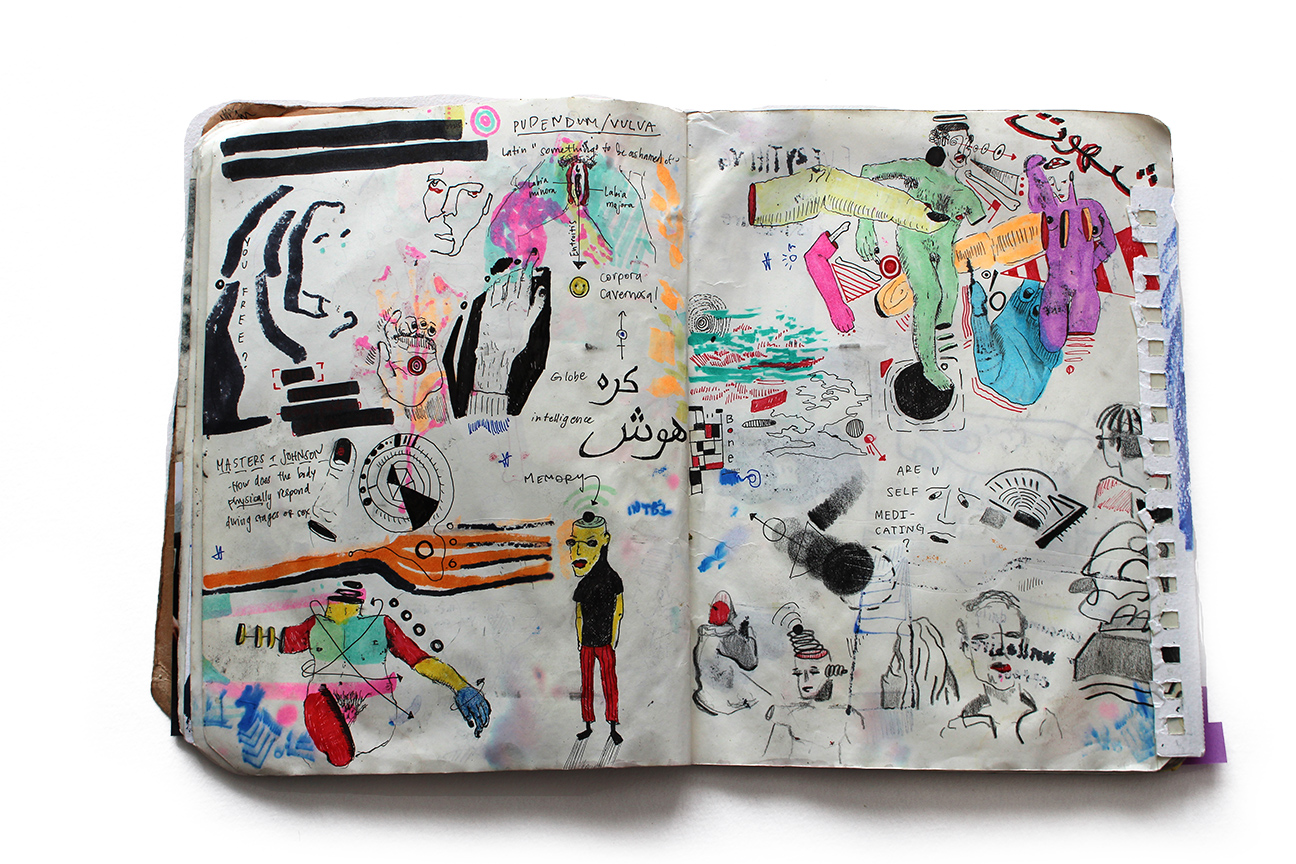 PUDENDUM/VULVA
Latin "something" to be ashamed of
Labia
minora
Labia
majora
corpora
cavernosa
YOU FREE?
Globe
کره
intelligence
هوش
MASTERS & JOHNSON
- How does the body
physically respond
during stages of sex
MEMORY
شهوت
Bone
ARE U
SELF
MEDI-
CATING
?